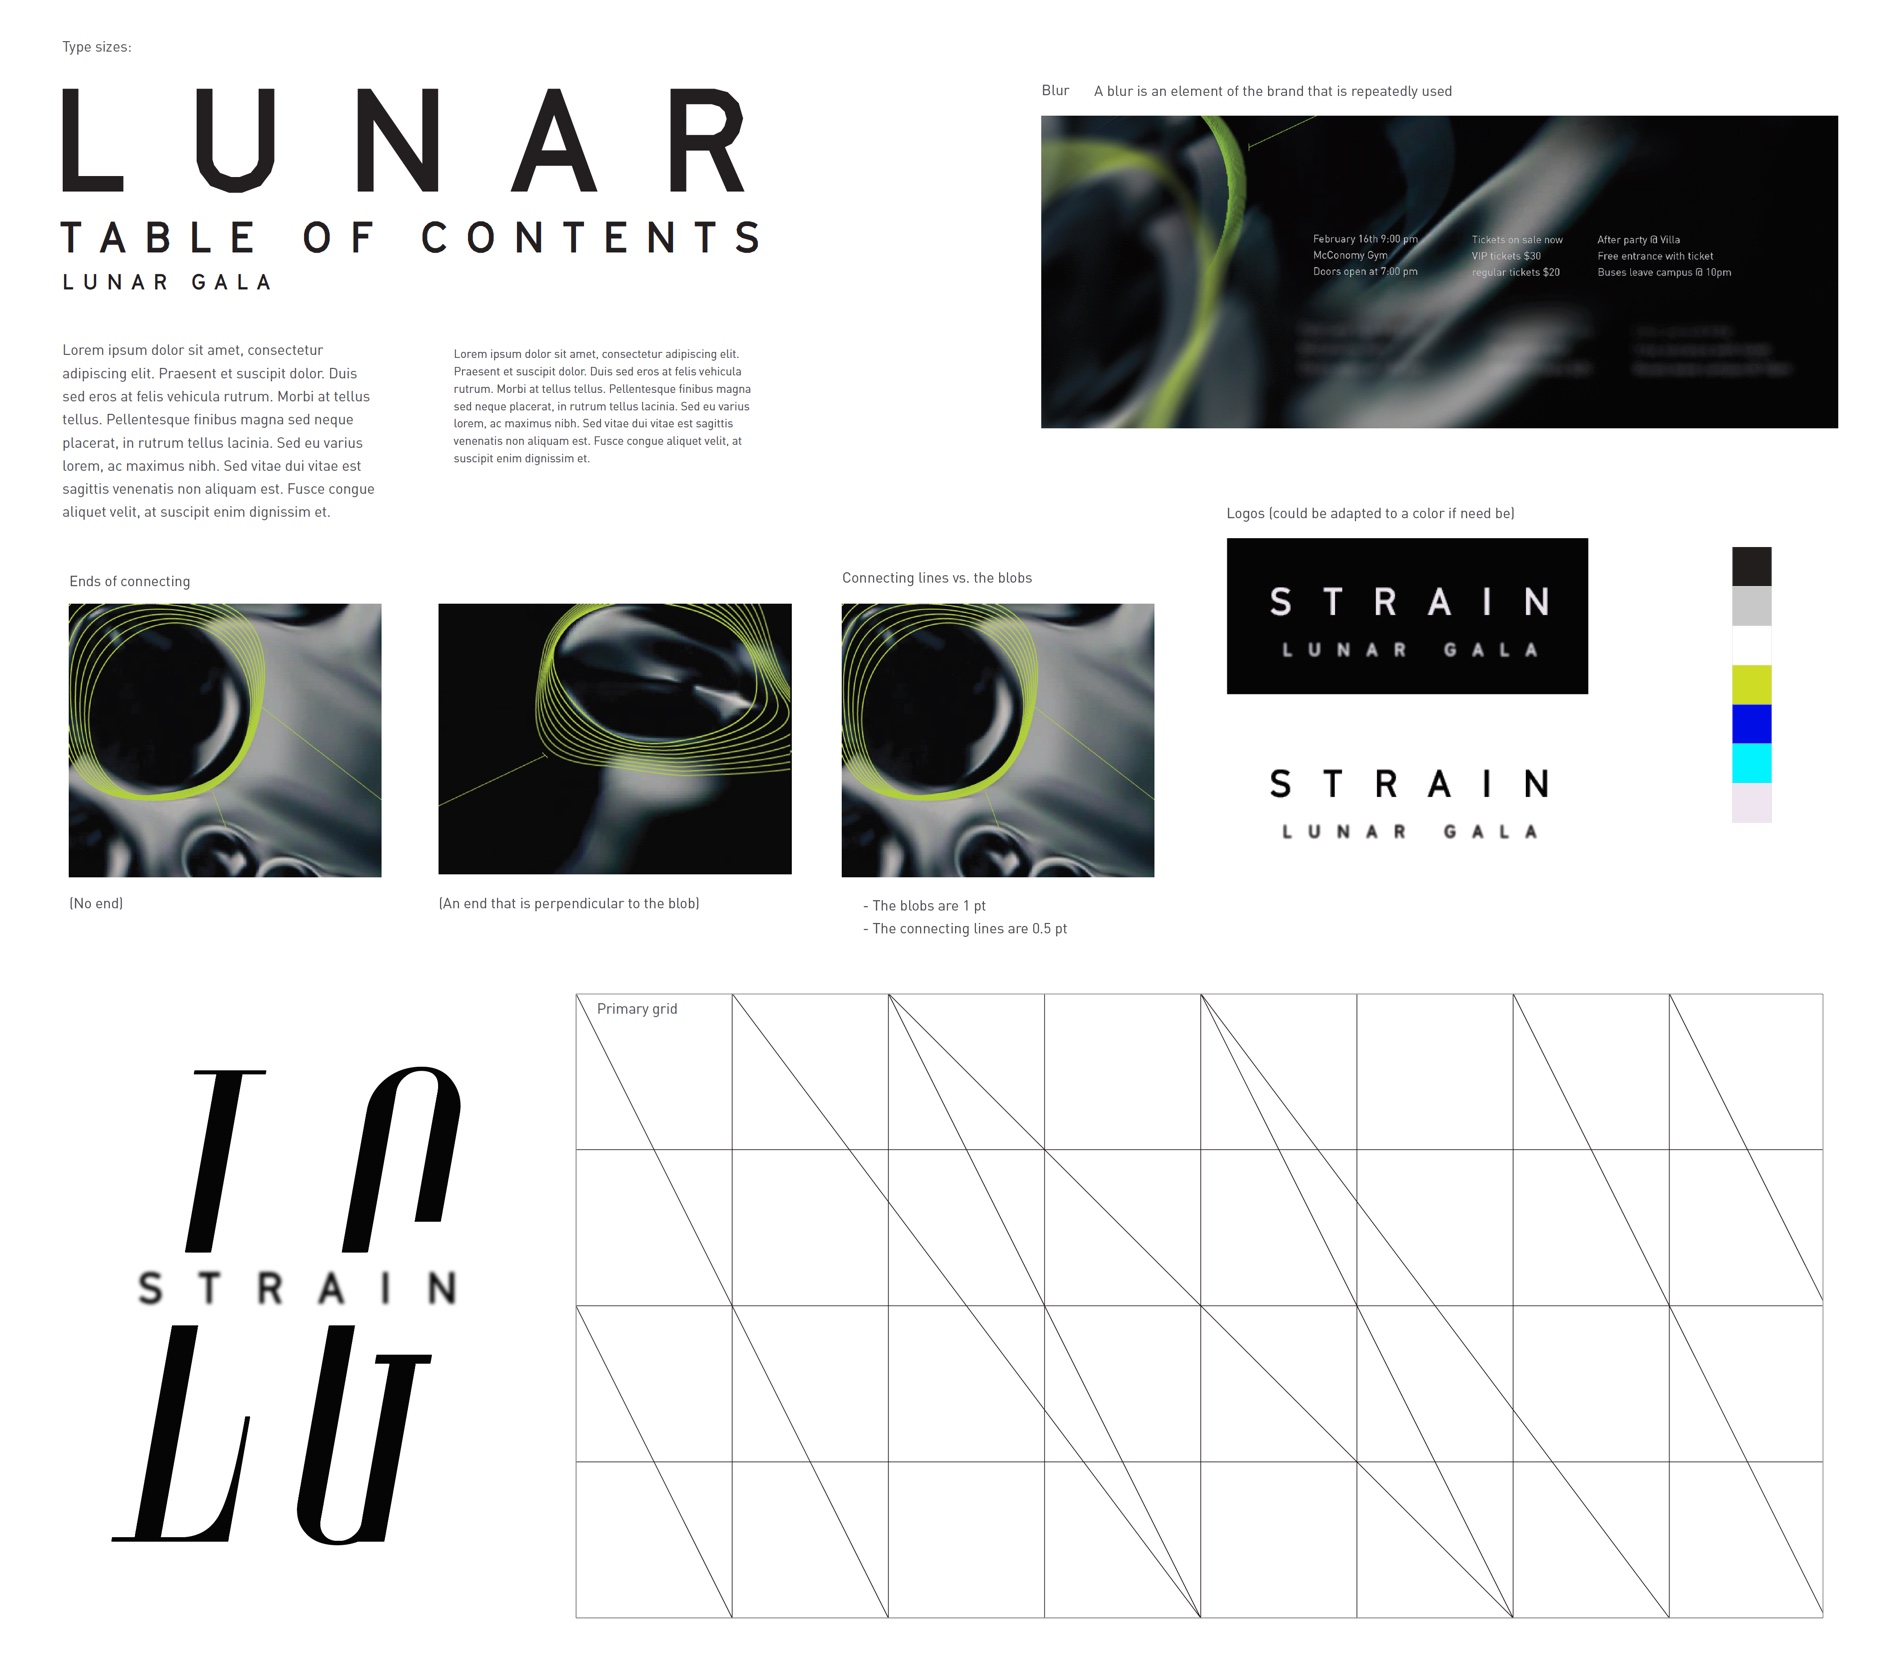 Type sizes:
LUNAR
TABLE OF CONTENTS
LUNAR GALA
Lorem ipsum dolor sit amet, consectetur
adipiscing elit. Praesent et suscipit dolor. Duis
sed eros at felis vehicula rutrum. Morbi at tellus
tellus. Pellentesque finibus magna sed neque
placerat, in rutrum tellus lacinia. Sed eu varius
lorem, ac maximus nibh. Sed vitae dui vitae est
sagittis venenatis non aliquam est. Fusce congue
aliquet velit, at suscipit enim dignissim et.
Lorem ipsum dolor sit amet, consectetur adipiscing elit.
Praesent et suscipit dolor. Duis sed eros at felis vehicula
rutrum. Morbi at tellus tellus. Pellentesque finibus magna
sed neque placerat, in rutrum tellus lacinia. Sed eu varius
lorem, ac maximus nibh. Sed vitae dui vitae est sagittis
venenatis non aliquam est. Fusce congue aliquet velit, at
suscipit enim dignissim et.
Blur A blur is an element of the brand that is repeatedly used
February 16th 9:00 pm
McConomy Gym
Doors open at 7:00 pm
Tickets on sale now
VIP tickets $30
regular tickets $20
After party @ Villa
Free entrance with ticket
Buses leave campus @ 10pm
Ends of connecting
(No end)
(An end that is perpendicular to the blob)
Connecting lines vs. the blobs
- The blobs are 1 pt
- The connecting lines are 0.5 pt
Logos (could be adapted to a color if need be)
STRAIN
LUNAR GALA
STRAIN
LUNAR GALA
STRAIN
LG
Primary grid